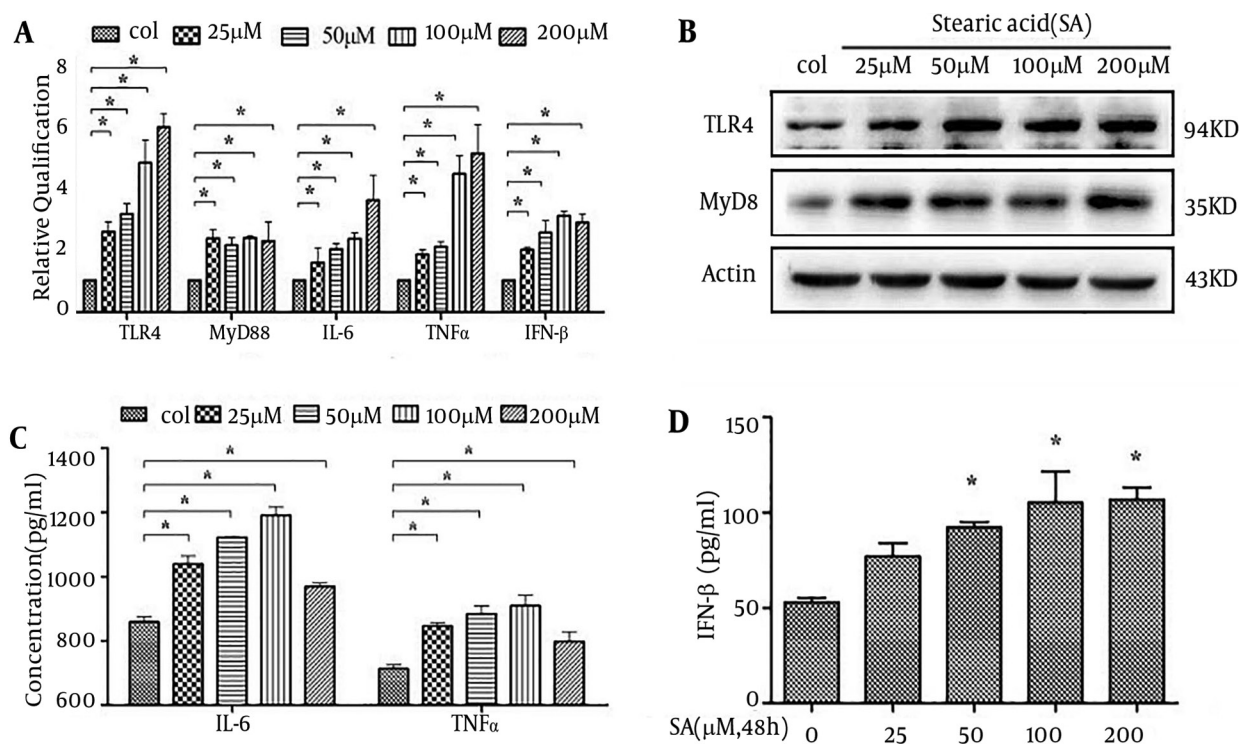 A
col 25μM 50μM 100μM 200μM
Relative Qualification
8
6
4
2
0
* * * *
* * * *
* * * *
* * * *
* * * *
TLR4 MyD88 IL-6 TNFα IFN-β
B
Stearic acid(SA)
col 25μM 50μM 100μM 200μM
TLR4 94KD
MyD8 35KD
Actin 43KD
C
col 25μM 50μM 100μM 200μM
Concentration(pg/ml)
1400
1200
1000
800
600
* * * *
* * * *
IL-6 TNFα
D
IFN-β (pg/ml)
150
100
50
0
* * *
SA(μM,48h) 0 25 50 100 200